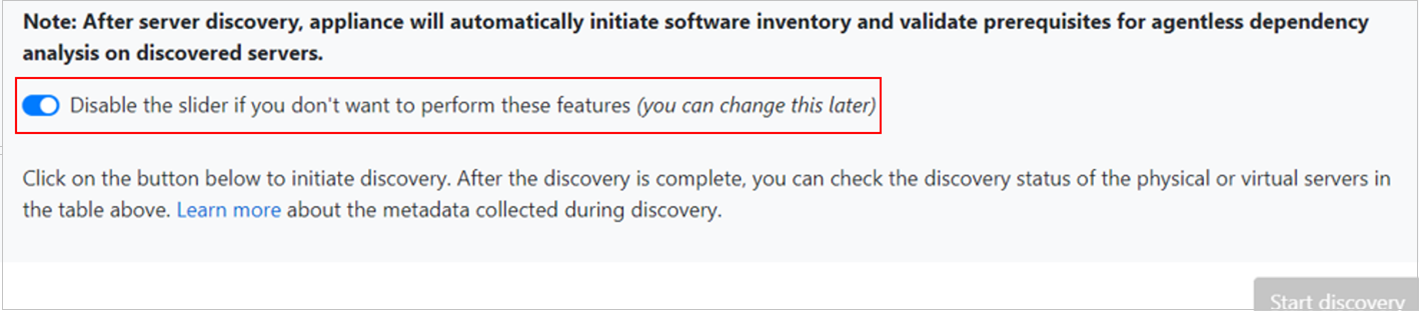 Note: After server discovery, appliance will automatically initiate software inventory and validate prerequisites for agentless dependency
analysis on discovered servers.
Disable the slider if you don't want to perform these features (you can change this later)
Click on the button below to initiate discovery. After the discovery is complete, you can check the discovery status of the physical or virtual servers in
the table above. Learn more about the metadata collected during discovery.
Start discovery